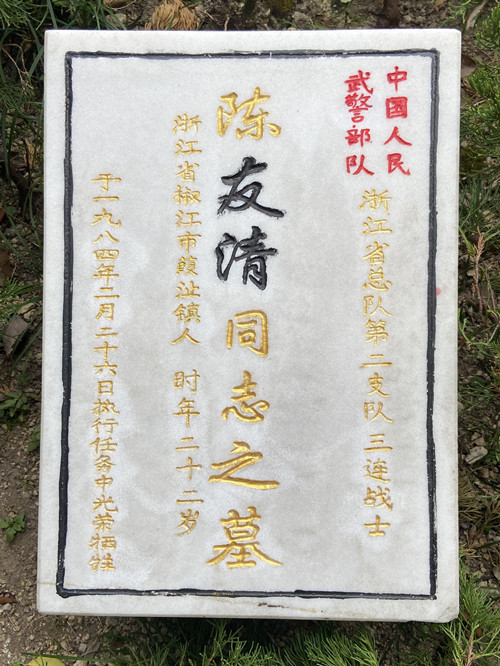 中国人民
武警部队
浙江省总队第二支队三连战士
陈友清同志之墓
浙江省椒江市葭沚镇人 时年二十二岁
于一九八四年二月二十六日执行任务中光荣牺牲